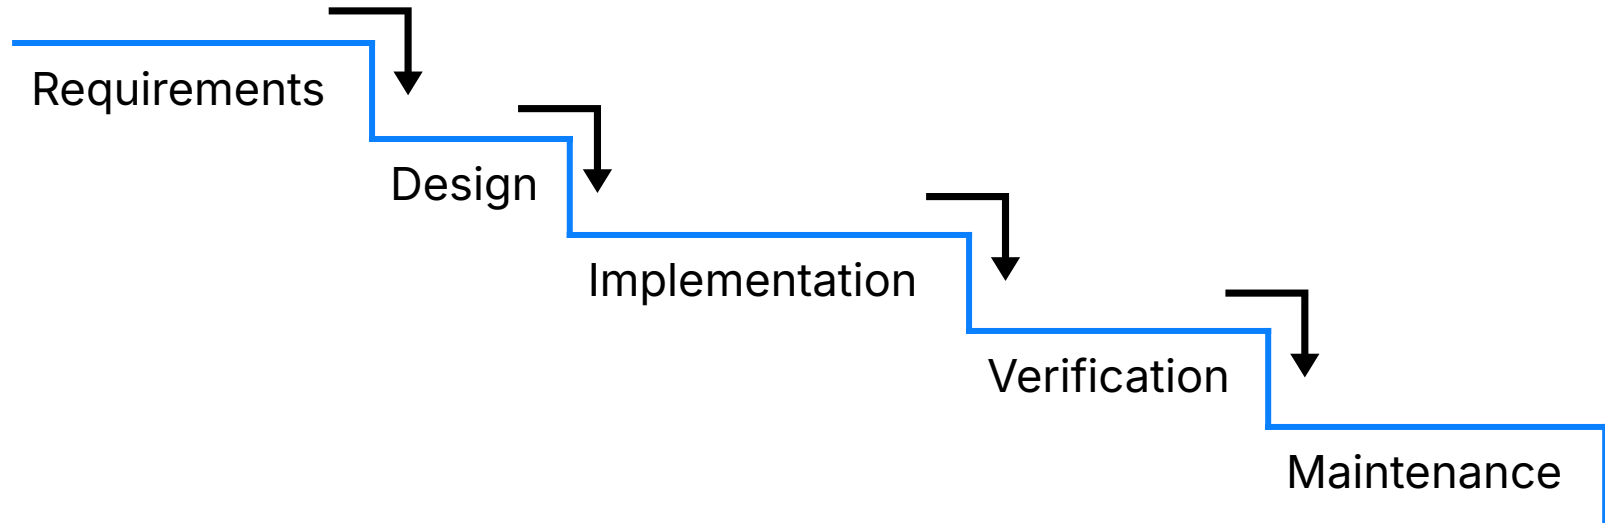 Requirements
Design
Implementation
Verification
Maintenance